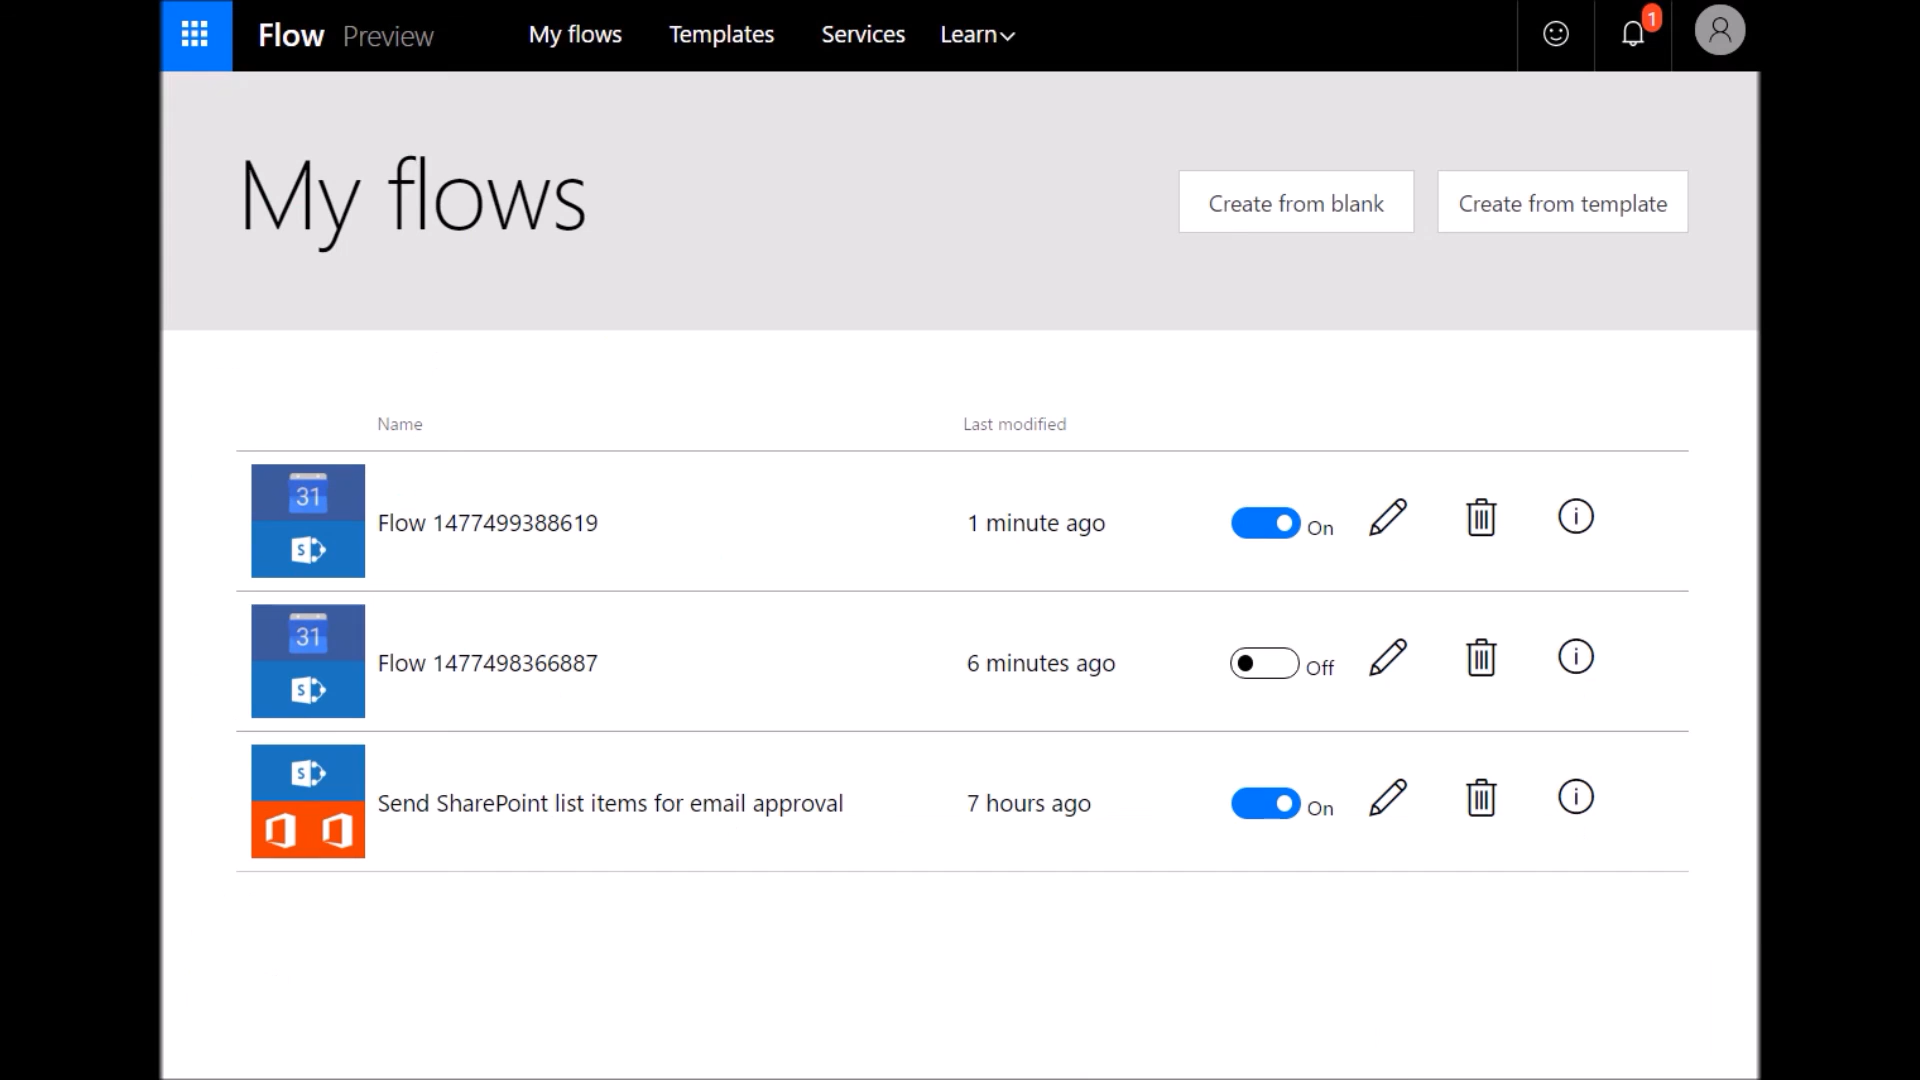 Flow Preview My flows Templates Services Learn 1
My flows
Create from blank Create from template
Name Last modified
31
S
Flow 1477499388619 1 minute ago On
31
S
Flow 1477498366887 6 minutes ago Off
S
Send SharePoint list items for email approval 7 hours ago On